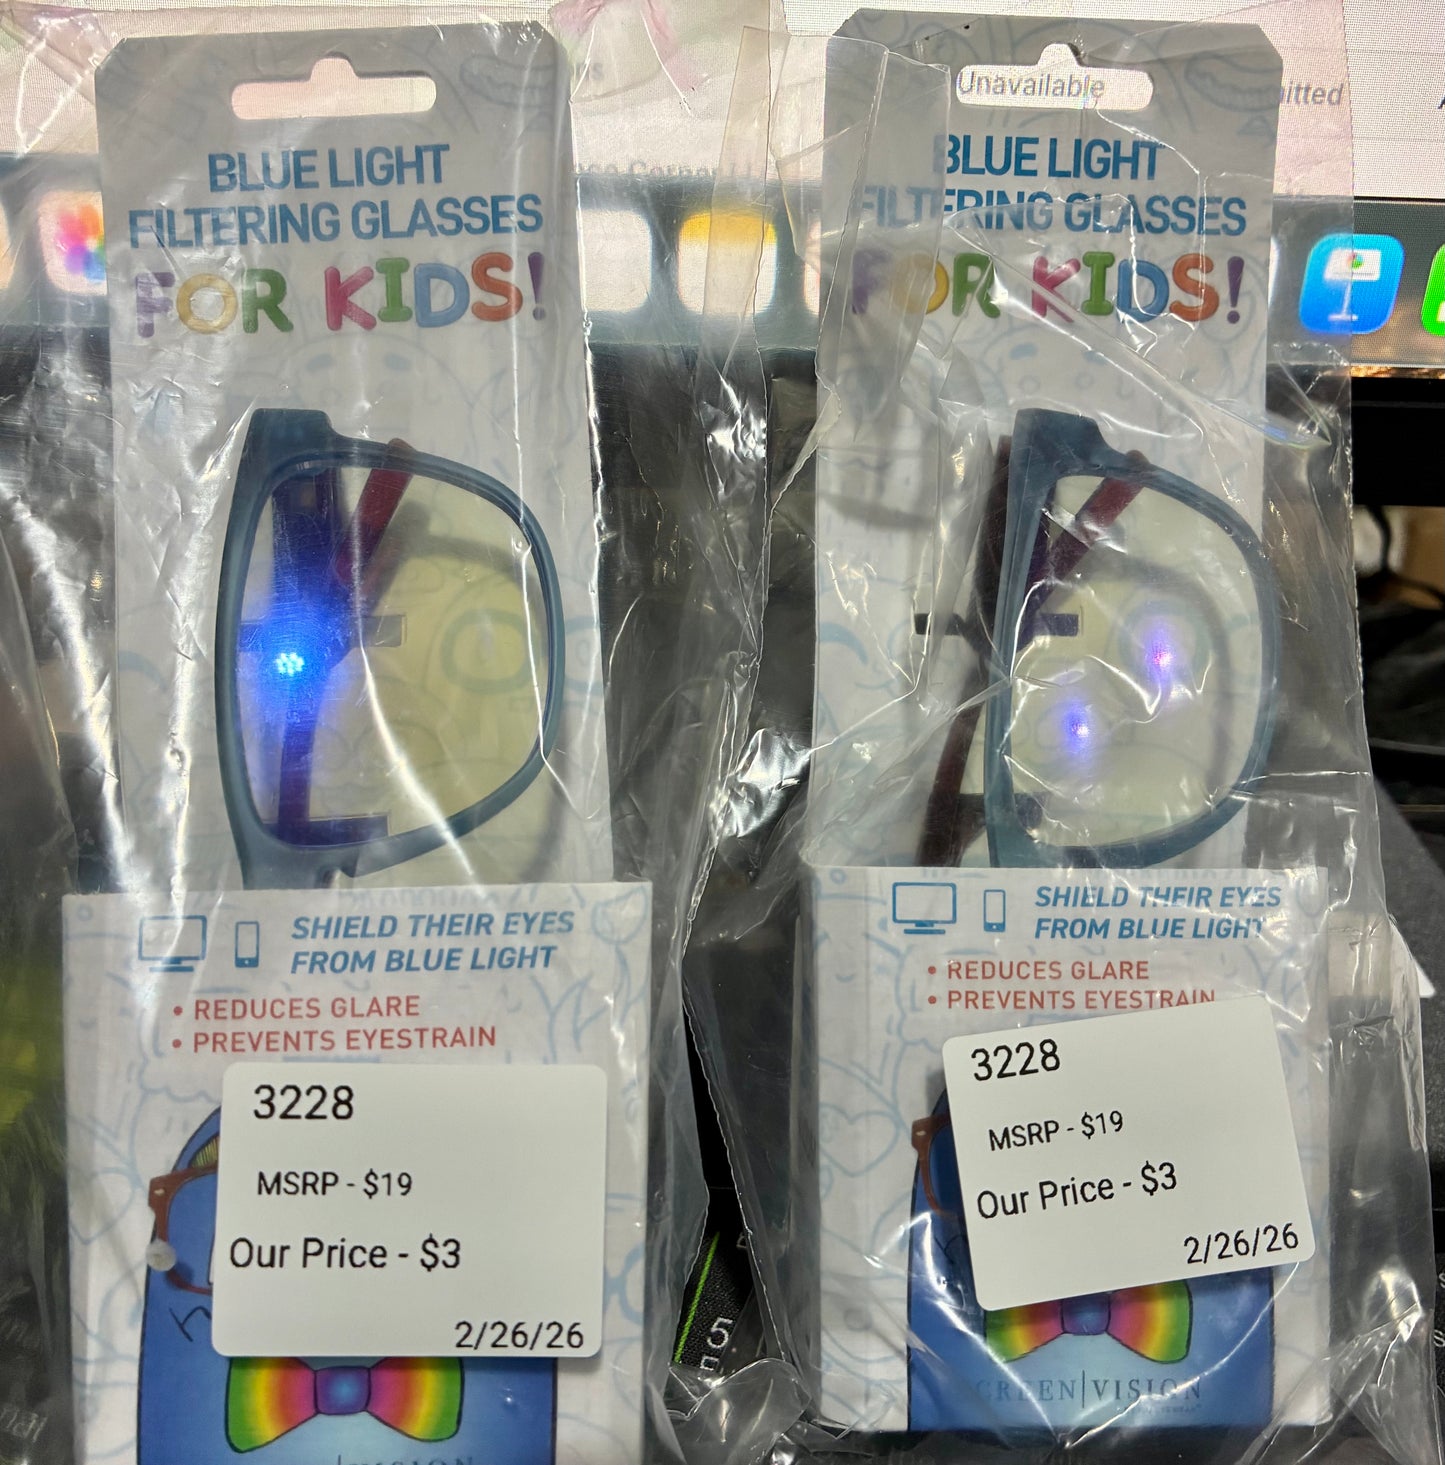 Unavailable
BLUE LIGHT
FILTERING GLASSES
FOR KIDS!
SHIELD THEIR EYES
FROM BLUE LIGHT
• REDUCES GLARE
• PREVENTS EYESTRAIN
3228
MSRP - $19
Our Price - $3
2/26/26
BLUE LIGHT
FILTERING GLASSES
FOR KIDS!
SHIELD THEIR EYES
FROM BLUE LIGHT
• REDUCES GLARE
• PREVENTS EYESTRAIN
3228
MSRP - $19
Our Price - $3
2/26/26
SCREEN|VISION
5